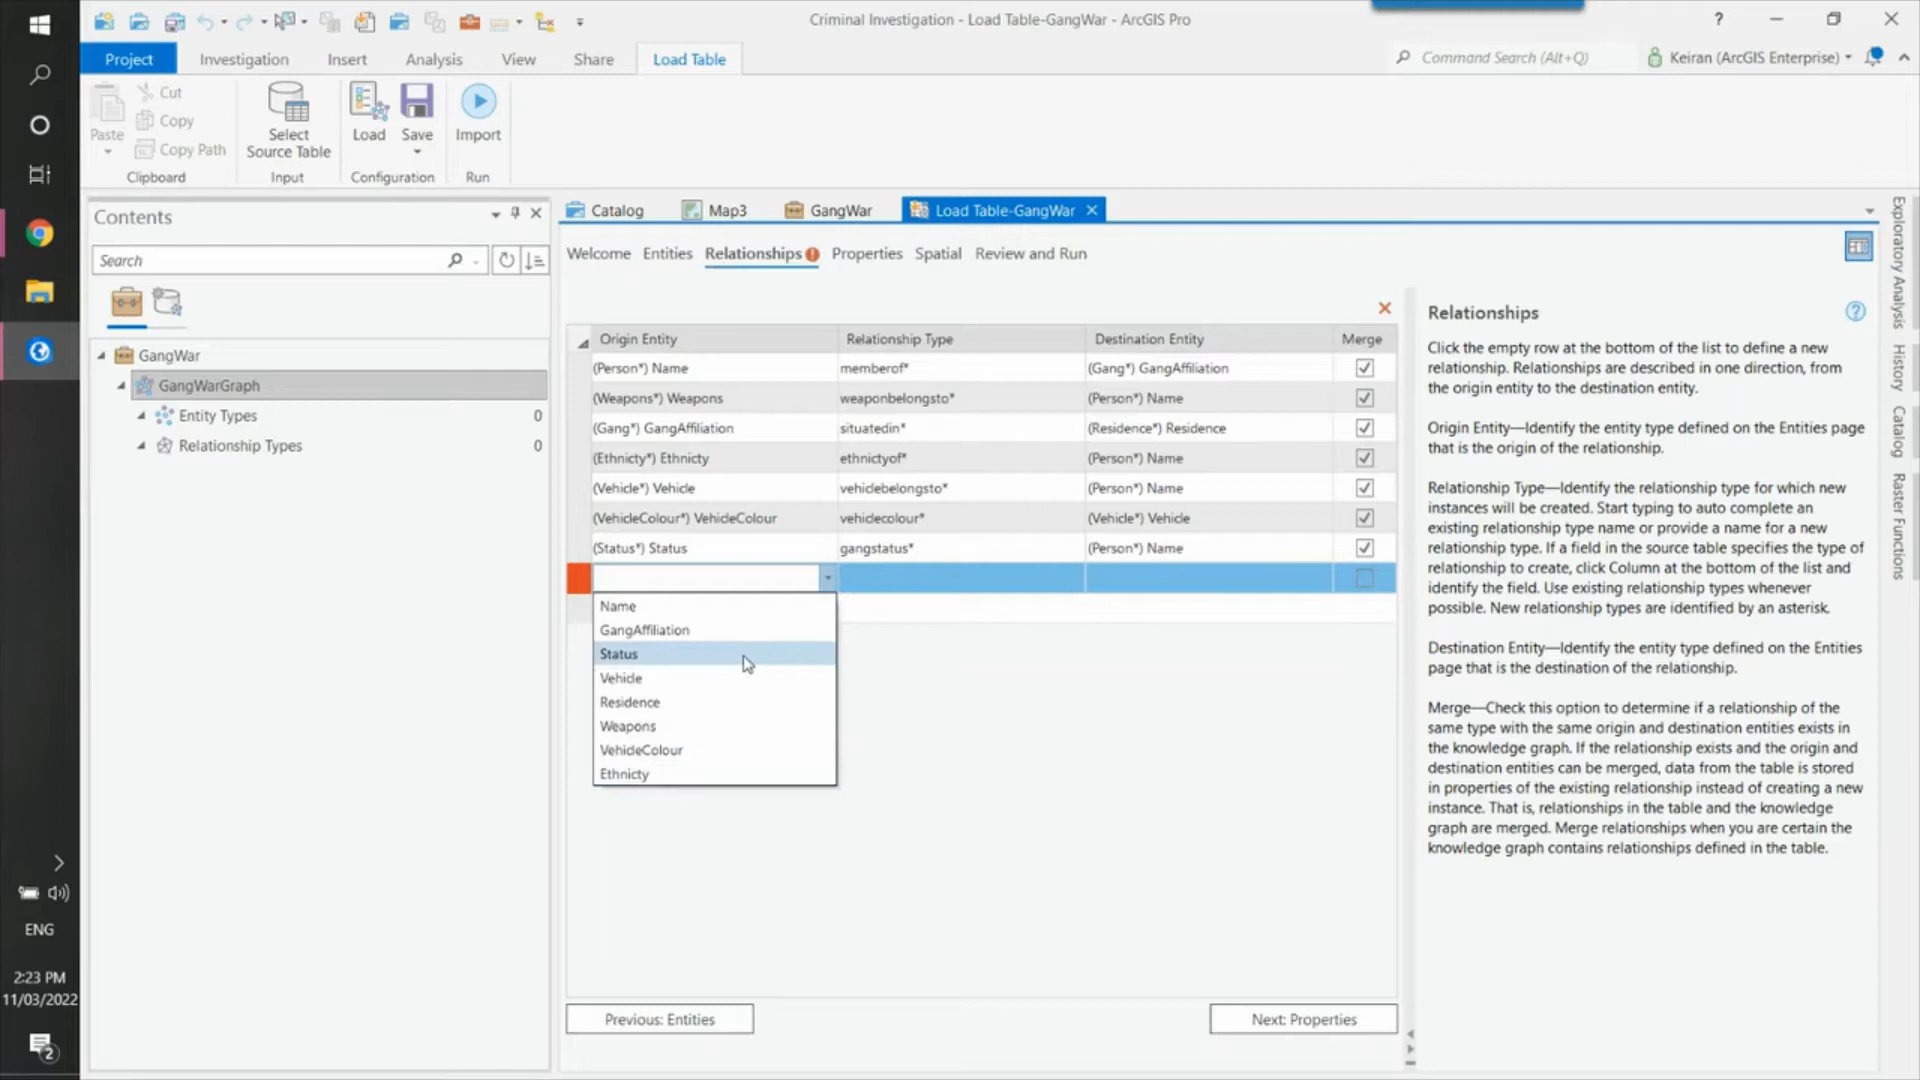 Criminal Investigation - Load Table-GangWar - ArcGIS Pro
?
Project
Investigation
Insert
Analysis
View
Share
Load Table
Command Search (Alt+Q)
Keiran (ArcGIS Enterprise)
Paste
Cut
Copy
Copy Path
Clipboard
Select
Source Table
Input
Load
Save
Configuration
Import
Run
Contents
Search
GangWar
GangWarGraph
Entity Types 0
Relationship Types 0
Catalog
Map3
GangWar
Load Table-GangWar
Welcome Entities Relationships Properties Spatial Review and Run
Origin Entity Relationship Type Destination Entity Merge
(Person*) Name memberof* (Gang*) GangAffiliation
(Weapons*) Weapons weaponbelongsto* (Person*) Name
(Gang*) GangAffiliation situatedin* (Residence*) Residence
(Ethnicty*) Ethnicty ethnictyof* (Person*) Name
(Vehicle*) Vehicle vehiclebelongsto* (Person*) Name
(VehicleColour*) VehicleColour vehiclecolour* (Vehicle*) Vehicle
(Status*) Status gangstatus* (Person*) Name
Name
GangAffiliation
Status
Vehicle
Residence
Weapons
VehicleColour
Ethnicty
Previous: Entities
Next: Properties
Relationships
?
Click the empty row at the bottom of the list to define a new
relationship. Relationships are described in one direction, from
the origin entity to the destination entity.
Origin Entity—Identify the entity type defined on the Entities page
that is the origin of the relationship.
Relationship Type—Identify the relationship type for which new
instances will be created. Start typing to auto complete an
existing relationship type name or provide a name for a new
relationship type. If a field in the source table specifies the type of
relationship to create, click Column at the bottom of the list and
identify the field. Use existing relationship types whenever
possible. New relationship types are identified by an asterisk.
Destination Entity—Identify the entity type defined on the Entities
page that is the destination of the relationship.
Merge—Check this option to determine if a relationship of the
same type with the same origin and destination entities exists in
the knowledge graph. If the relationship exists and the origin and
destination entities can be merged, data from the table is stored
in properties of the existing relationship instead of creating a new
instance. That is, relationships in the table and the knowledge
graph are merged. Merge relationships when you are certain the
knowledge graph contains relationships defined in the table.
Exploratory Analysis
History
Catalog
Raster Functions
ENG
2:23 PM
11/03/2022
2